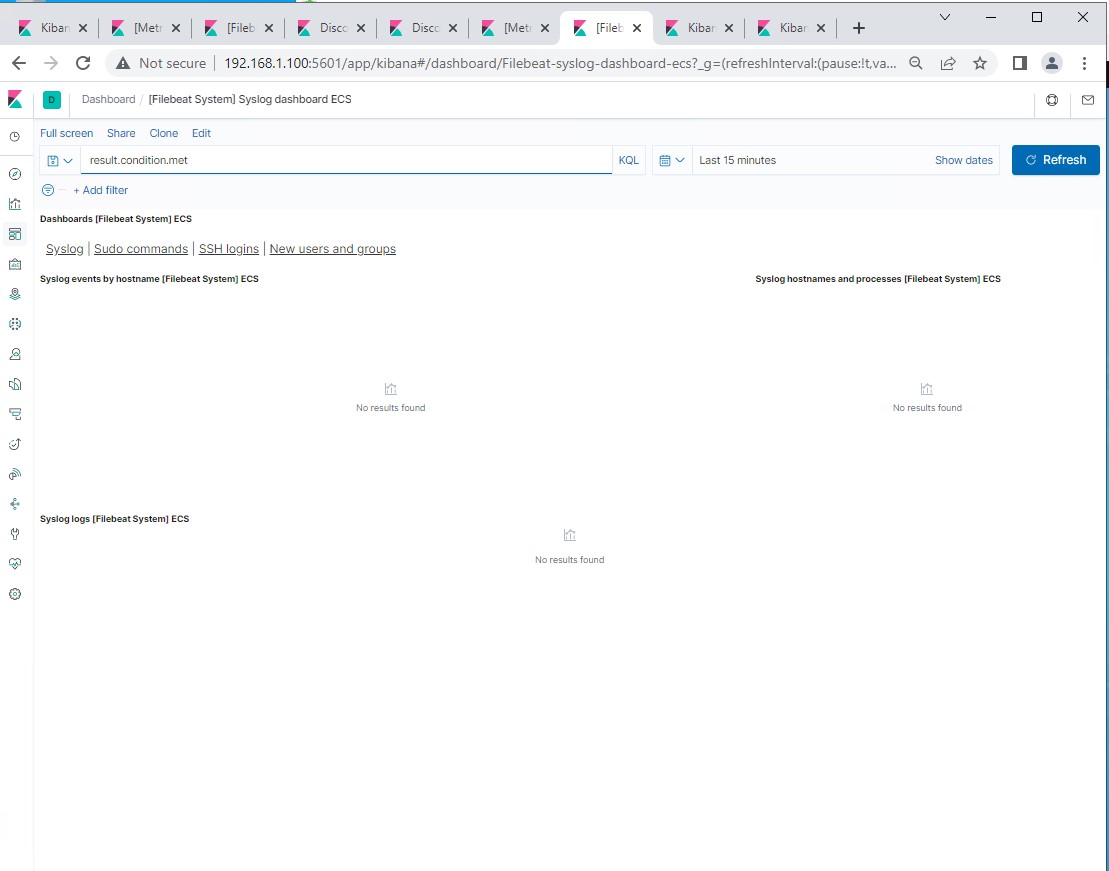 Kiban [Metr [Fileb Disco Disco [Metr [Fileb Kiban Kiban
Not secure 192.168.1.100:5601/app/kibana#/dashboard/Filebeat-syslog-dashboard-ecs?_g=(refreshInterval:(pause:!t,va...
D Dashboard / [Filebeat System] Syslog dashboard ECS
Full screen Share Clone Edit
result.condition.met KQL Last 15 minutes Show dates Refresh
+ Add filter
Dashboards [Filebeat System] ECS
Syslog | Sudo commands | SSH logins | New users and groups
Syslog events by hostname [Filebeat System] ECS
Syslog hostnames and processes [Filebeat System] ECS
No results found
No results found
Syslog logs [Filebeat System] ECS
No results found